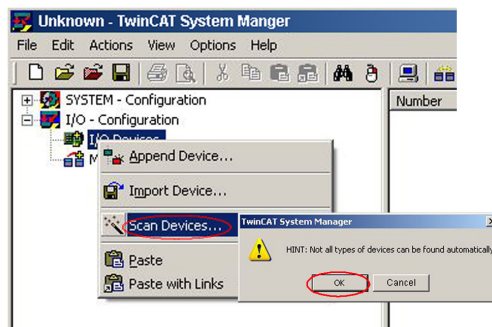 Unknown - TwinCAT System Manger
File Edit Actions View Options Help
SYSTEM - Configuration
Number
I/O - Configuration
I/O Devices
M
Append Device...
Import Device...
Scan Devices...
Paste
Paste with Links
TwinCAT System Manager
HINT: Not all types of devices can be found automatically
OK Cancel